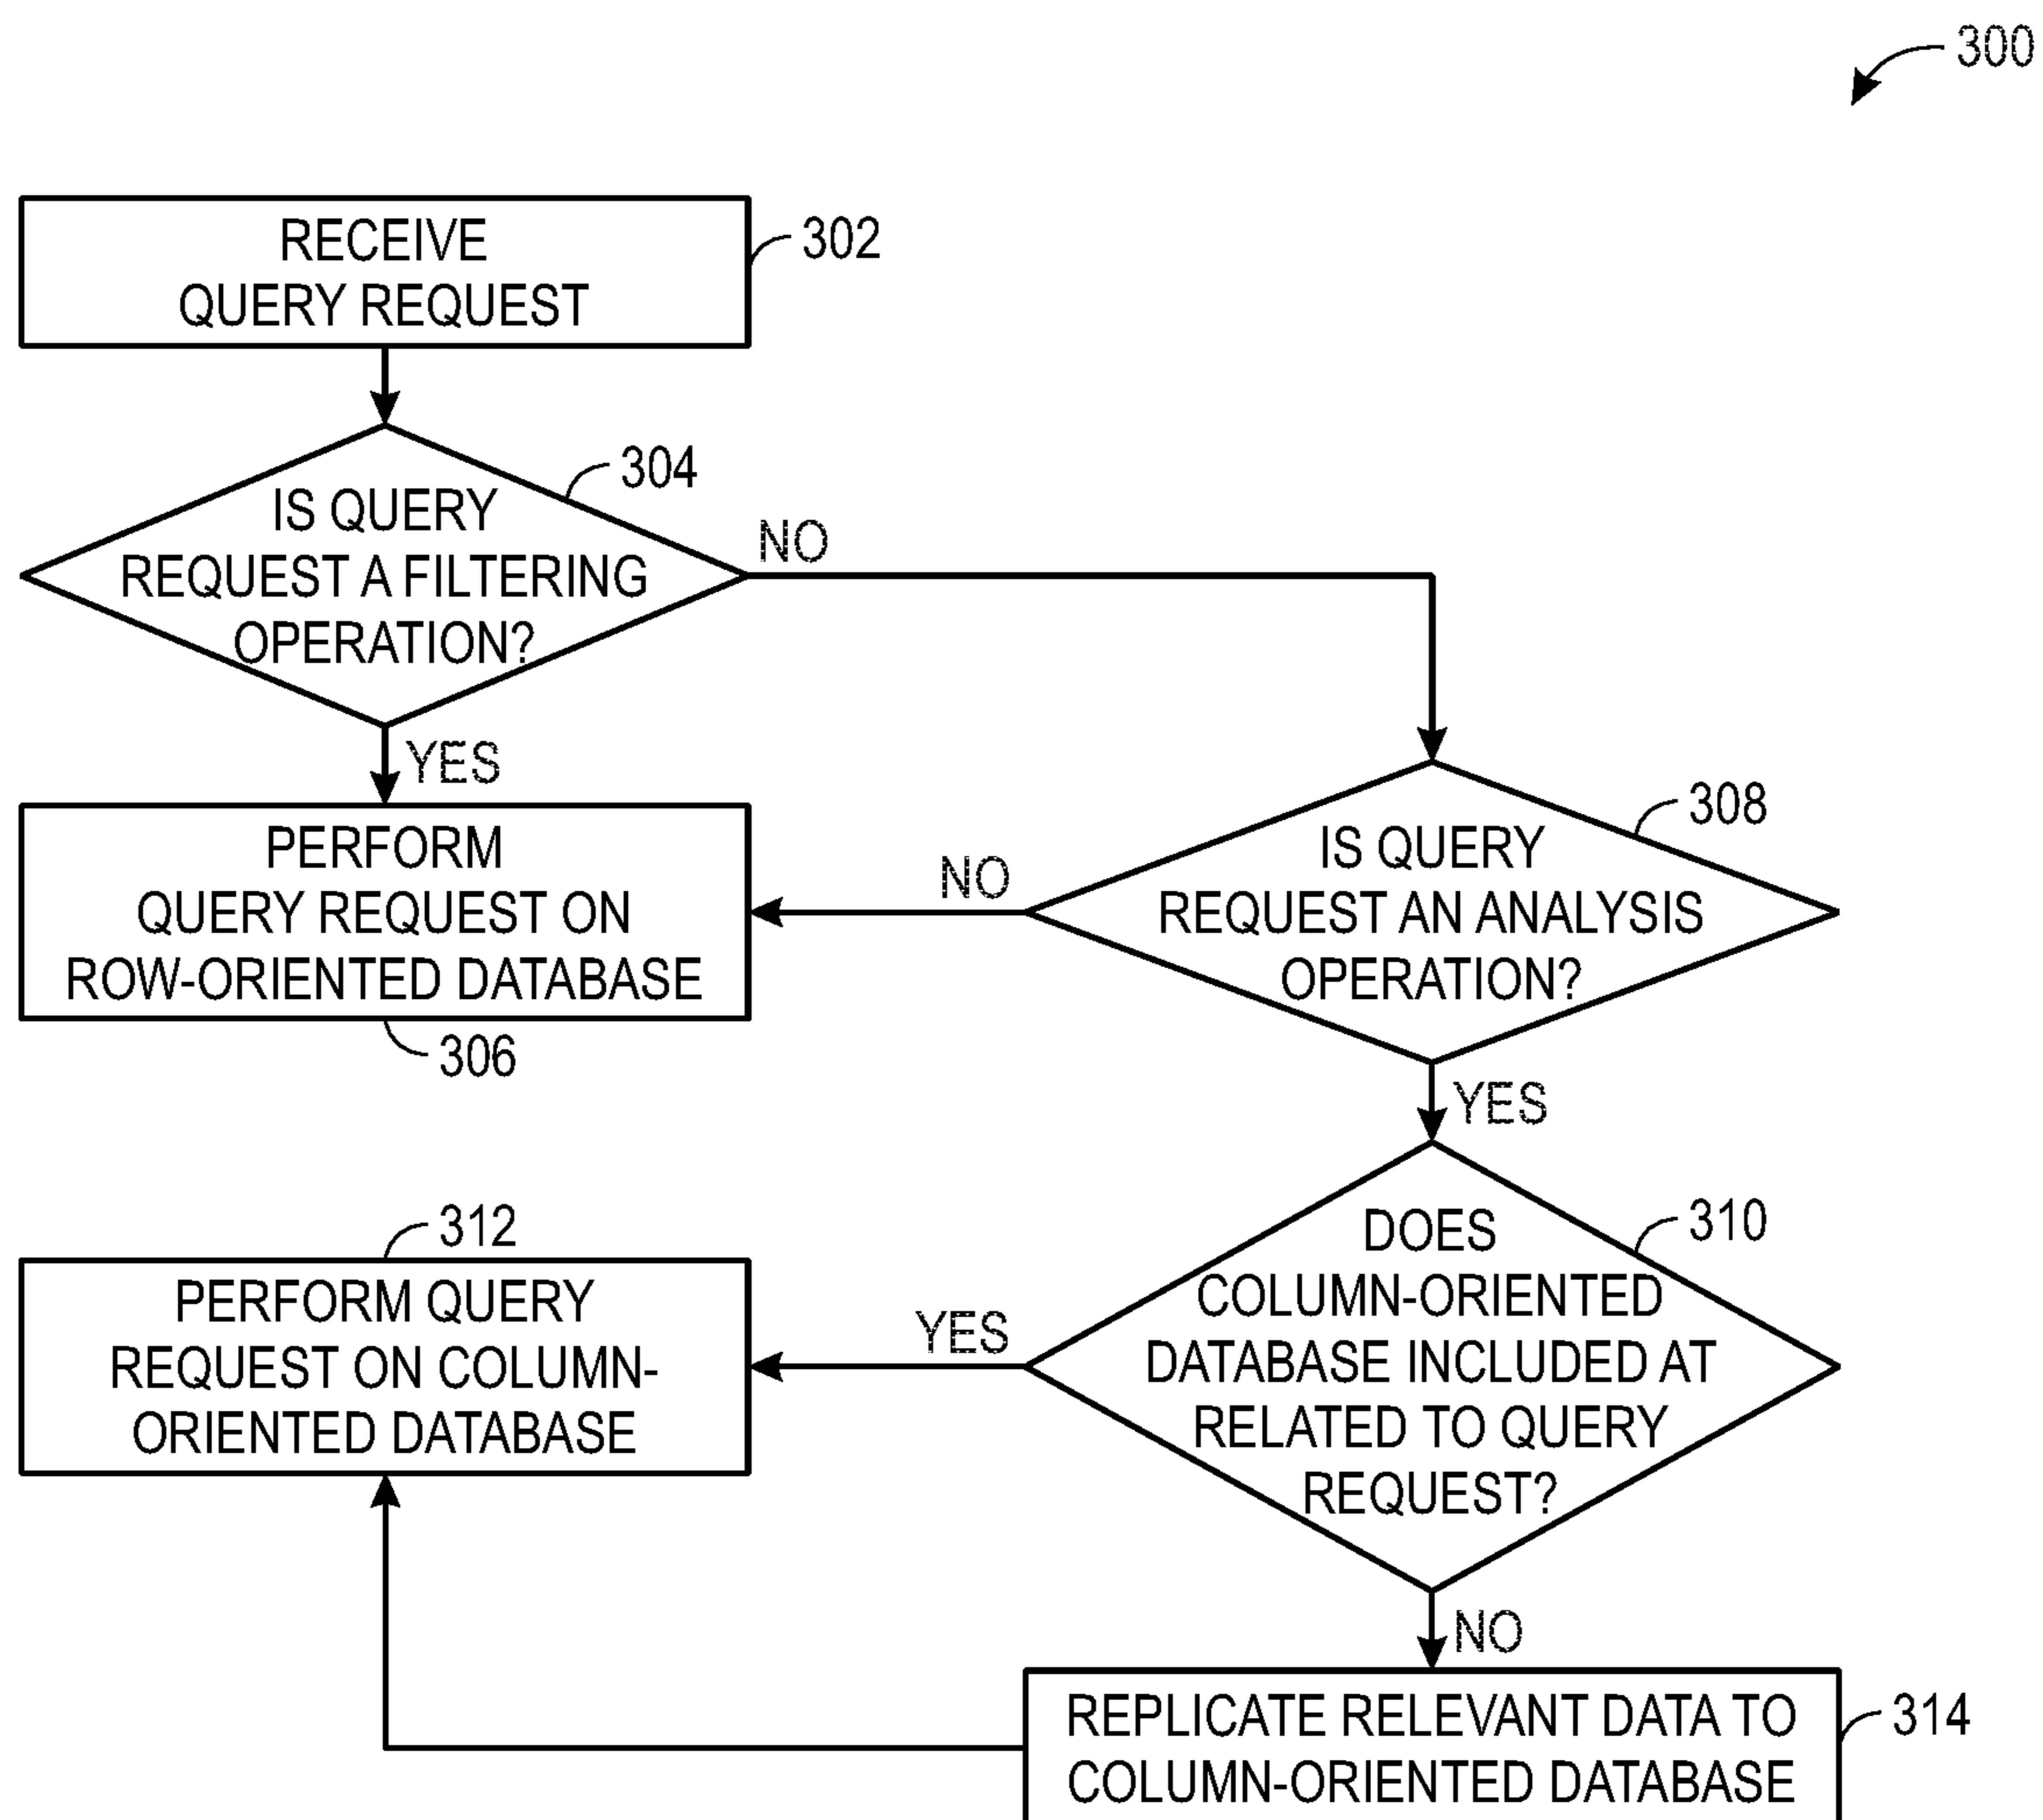 300
RECEIVE
QUERY REQUEST
302
304
IS QUERY
REQUEST A FILTERING
OPERATION?
NO
YES
PERFORM
QUERY REQUEST ON
ROW-ORIENTED DATABASE
306
308
IS QUERY
REQUEST AN ANALYSIS
OPERATION?
NO
YES
310
DOES
COLUMN-ORIENTED
DATABASE INCLUDED AT
RELATED TO QUERY
REQUEST?
YES
312
PERFORM QUERY
REQUEST ON COLUMN-
ORIENTED DATABASE
NO
REPLICATE RELEVANT DATA TO
COLUMN-ORIENTED DATABASE
314